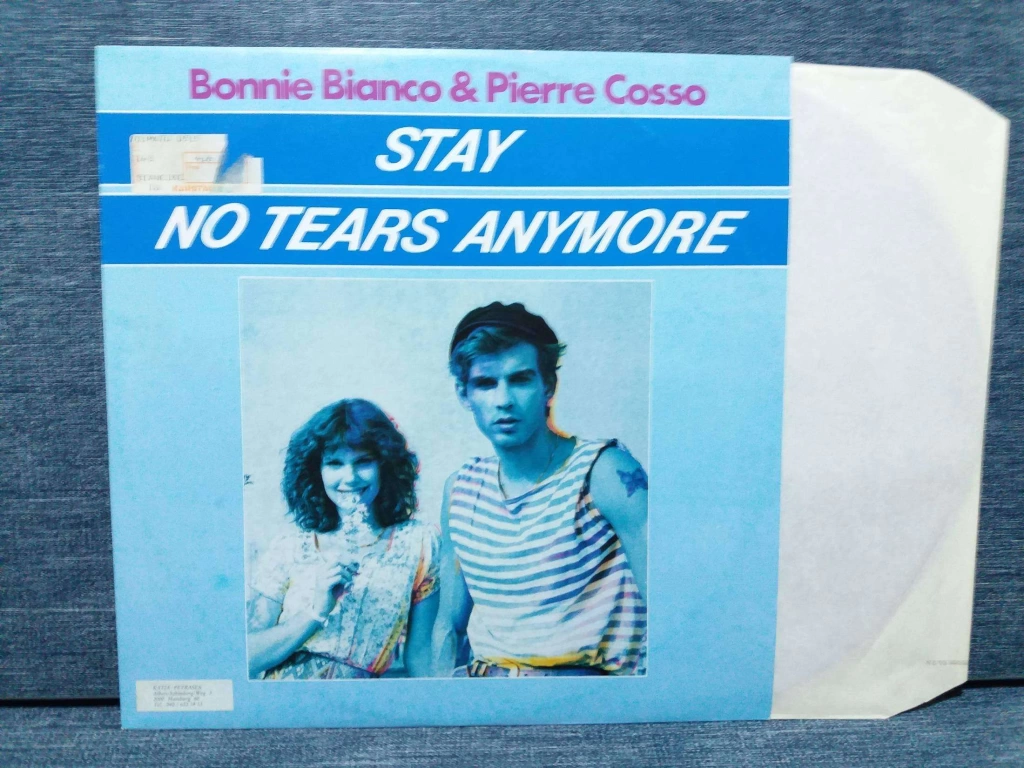 Bonnie Bianco & Pierre Cosso
STAY
NO TEARS ANYMORE